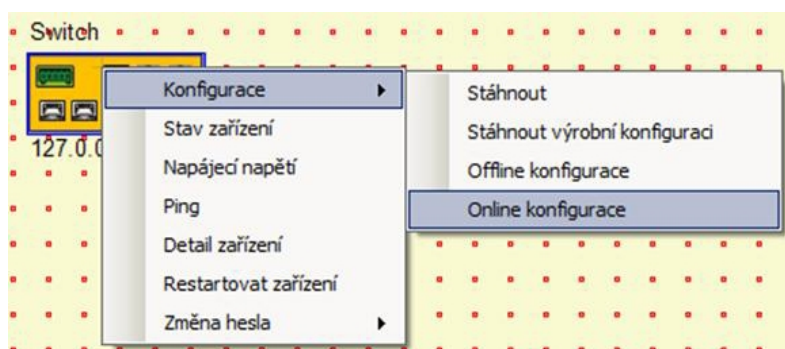 Switch
127.0.0
Konfigurace
Stav zařízení
Napájecí napětí
Ping
Detail zařízení
Restartovat zařízení
Změna hesla
Stáhnout
Stáhnout výrobní konfiguraci
Offline konfigurace
Online konfigurace